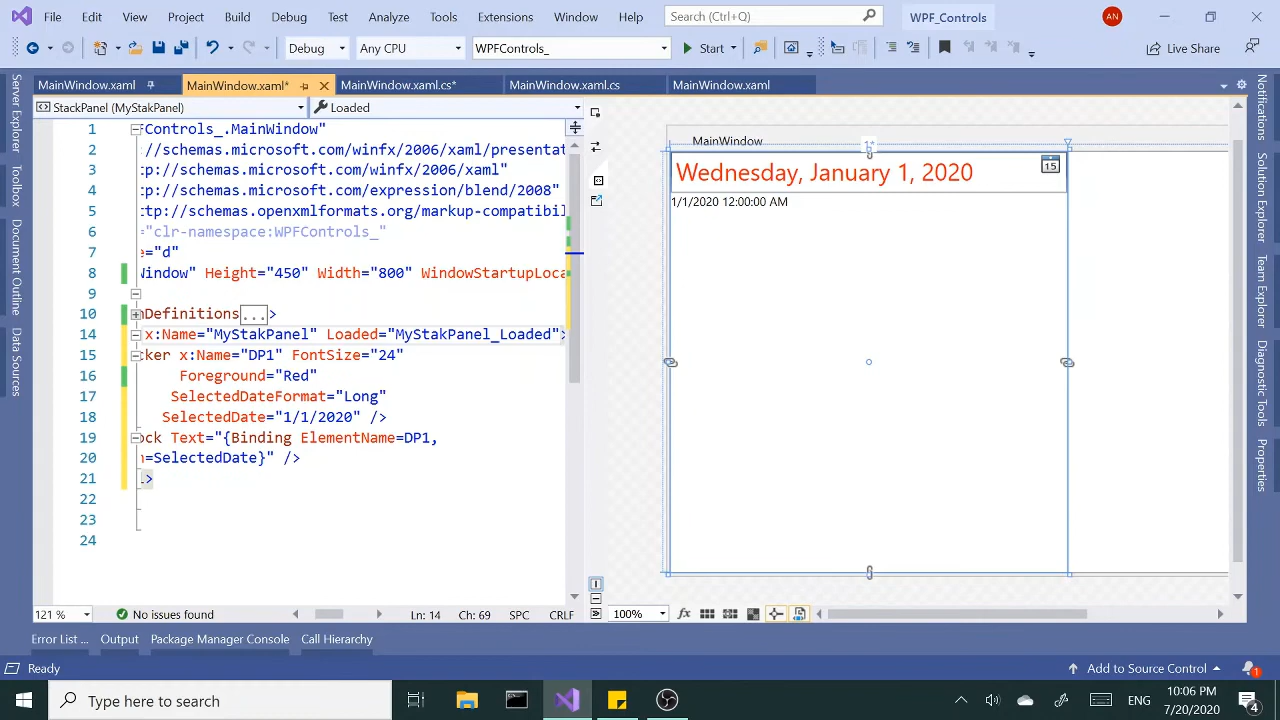 File Edit View Project Build Debug Test Analyze Tools Extensions Window Help Search (Ctrl+Q) WPF_Controls AN
Debug Any CPU WPFControls_ Start Live Share
MainWindow.xaml MainWindow.xaml* MainWindow.xaml.cs* MainWindow.xaml.cs MainWindow.xaml
StackPanel (MyStakPanel) Loaded
Server Explorer
Toolbox
Document Outline
Data Sources
1 Controls_.MainWindow"
2 ://schemas.microsoft.com/winfx/2006/xaml/presentat
3 tp://schemas.microsoft.com/winfx/2006/xaml"
4 tp://schemas.microsoft.com/expression/blend/2008"
5 ttp://schemas.openxmlformats.org/markup-compatibil
6 ="clr-namespace:WPFControls_"
7 e="d"
8 Window" Height="450" Width="800" WindowStartupLoca
9
10 Definitions...>
14 x:Name="MyStakPanel" Loaded="MyStakPanel_Loaded">
15 cker x:Name="DP1" FontSize="24"
16 Foreground="Red"
17 SelectedDateFormat="Long"
18 SelectedDate="1/1/2020" />
19 ock Text="{Binding ElementName=DP1,
20 =SelectedDate}" />
21 >
22
23
24
MainWindow
1*
Wednesday, January 1, 2020 15
1/1/2020 12:00:00 AM
Notifications
Solution Explorer
Team Explorer
Diagnostic Tools
Properties
121 % No issues found Ln: 14 Ch: 69 SPC CRLF 100% fx
Error List ... Output Package Manager Console Call Hierarchy
Ready Add to Source Control 1
Type here to search ENG 10:06 PM
7/20/2020 4